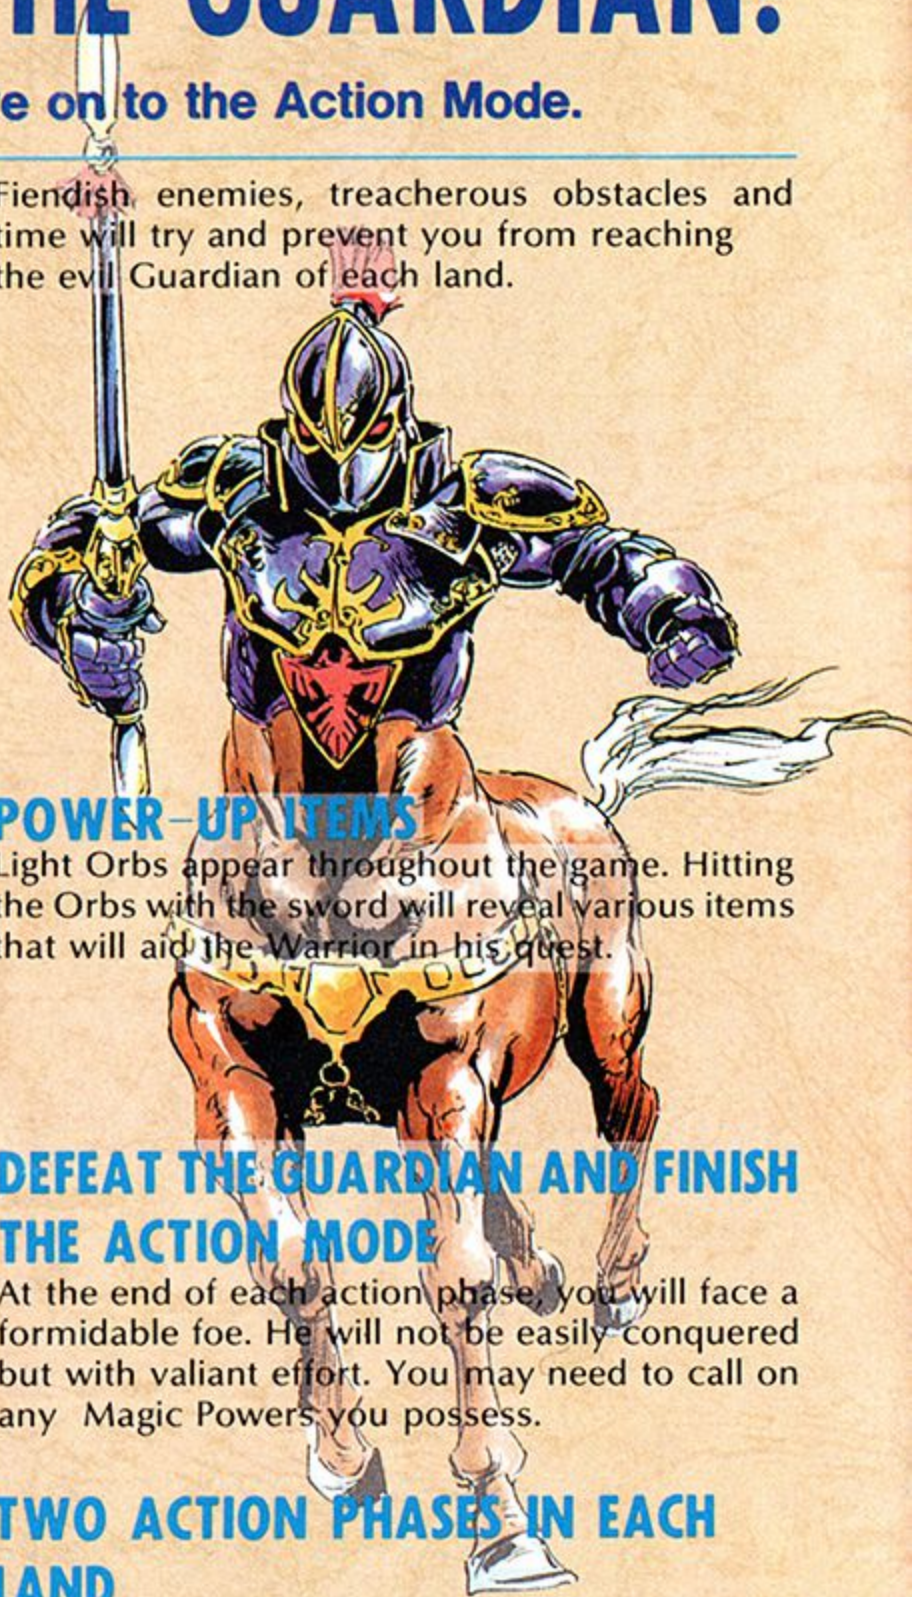 HE GUARDIAN!
e on to the Action Mode.
Fiendish enemies, treacherous obstacles and
time will try and prevent you from reaching
the evil Guardian of each land.
POWER-UP ITEMS
Light Orbs appear throughout the game. Hitting
the Orbs with the sword will reveal various items
that will aid the Warrior in his quest.
DEFEAT THE GUARDIAN AND FINISH
THE ACTION MODE
At the end of each action phase, you will face a
formidable foe. He will not be easily conquered
but with valiant effort. You may need to call on
any Magic Powers you possess.
TWO ACTION PHASES IN EACH
LAND